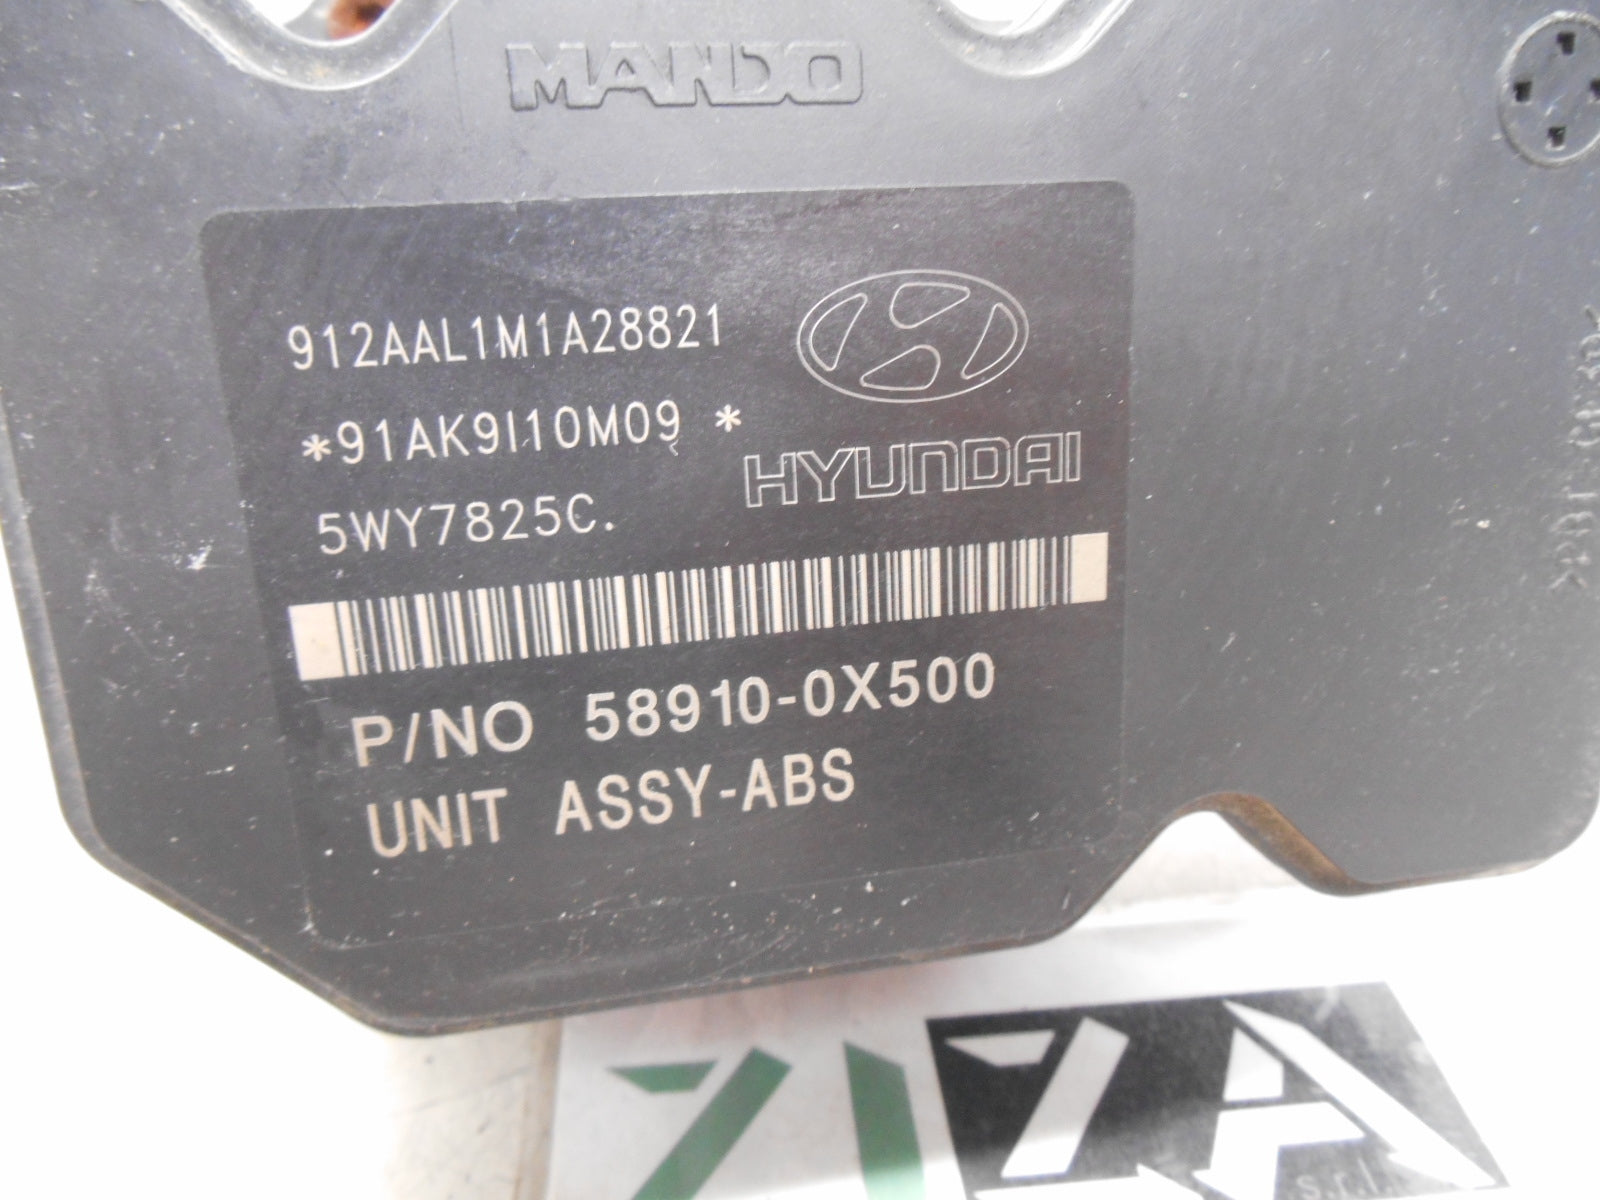 MANDO
912AAL1M1A28821
*91AK9I10M09 *
HYUNDAI
5WY7825C.
P/NO 58910-0X500
UNIT ASSY-ABS
s.r.l.